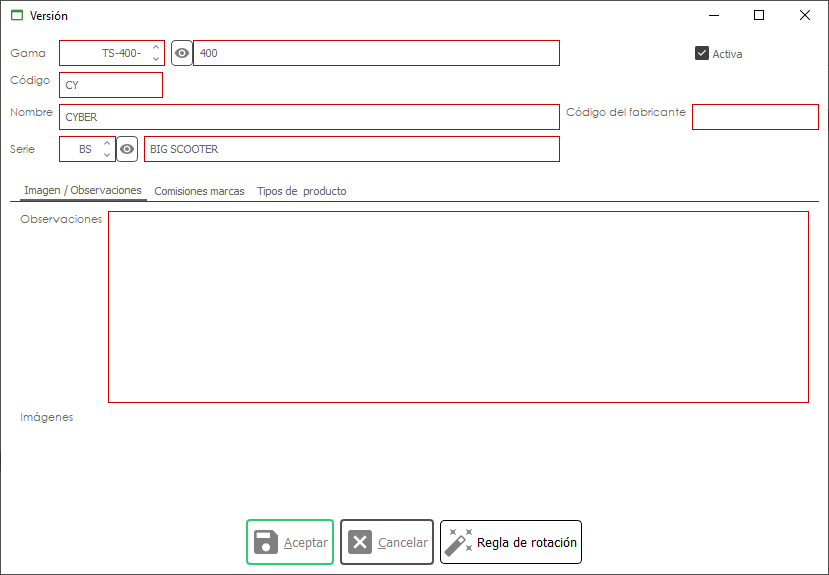 Versión
Gama TS-400- 400 Activa
Código CY
Nombre CYBER Código del fabricante
Serie BS BIG SCOOTER
Imagen / Observaciones Comisiones marcas Tipos de producto
Observaciones
Imágenes
Aceptar Cancelar Regla de rotación